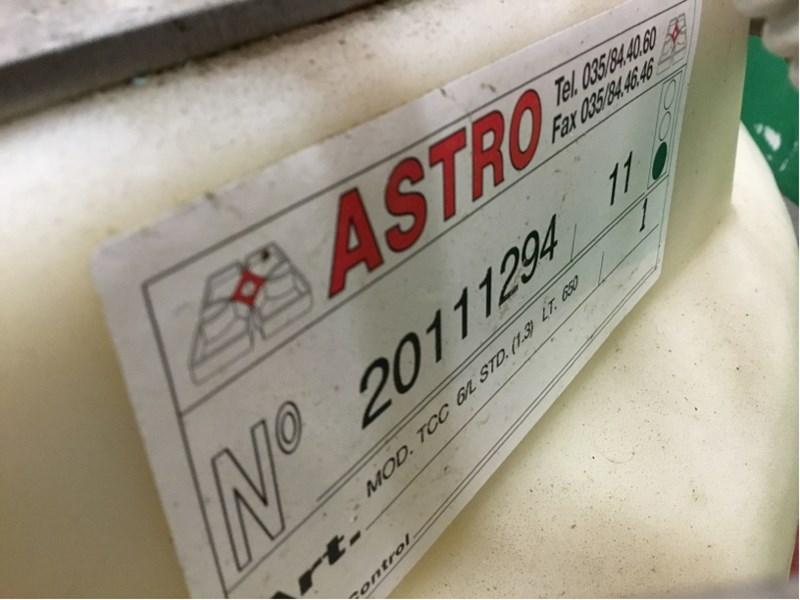 ASTRO
Tel. 035/84.40.60
Fax 035/84.46.46
Nº 20111294 11
Art. MOD. TCC 6/L STD. (1.3) LT. 650 1
control